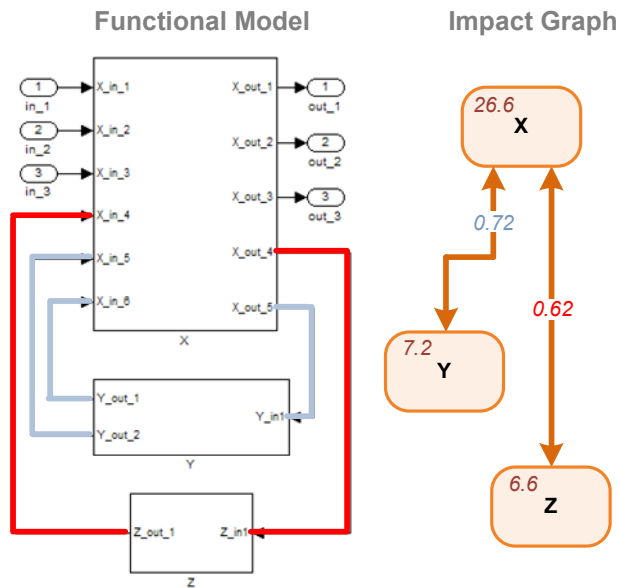 Functional Model
Impact Graph
1
in_1
2
in_2
3
in_3
X_in_1
X_in_2
X_in_3
X_in_4
X_in_5
X_in_6
X_out_1
X_out_2
X_out_3
X_out_4
X_out_5
X
1
out_1
2
out_2
3
out_3
Y_out_1
Y_out_2
Y_in1
Y
Z_out_1
Z_in1
Z
26.6
X
0.72
0.62
7.2
Y
6.6
Z